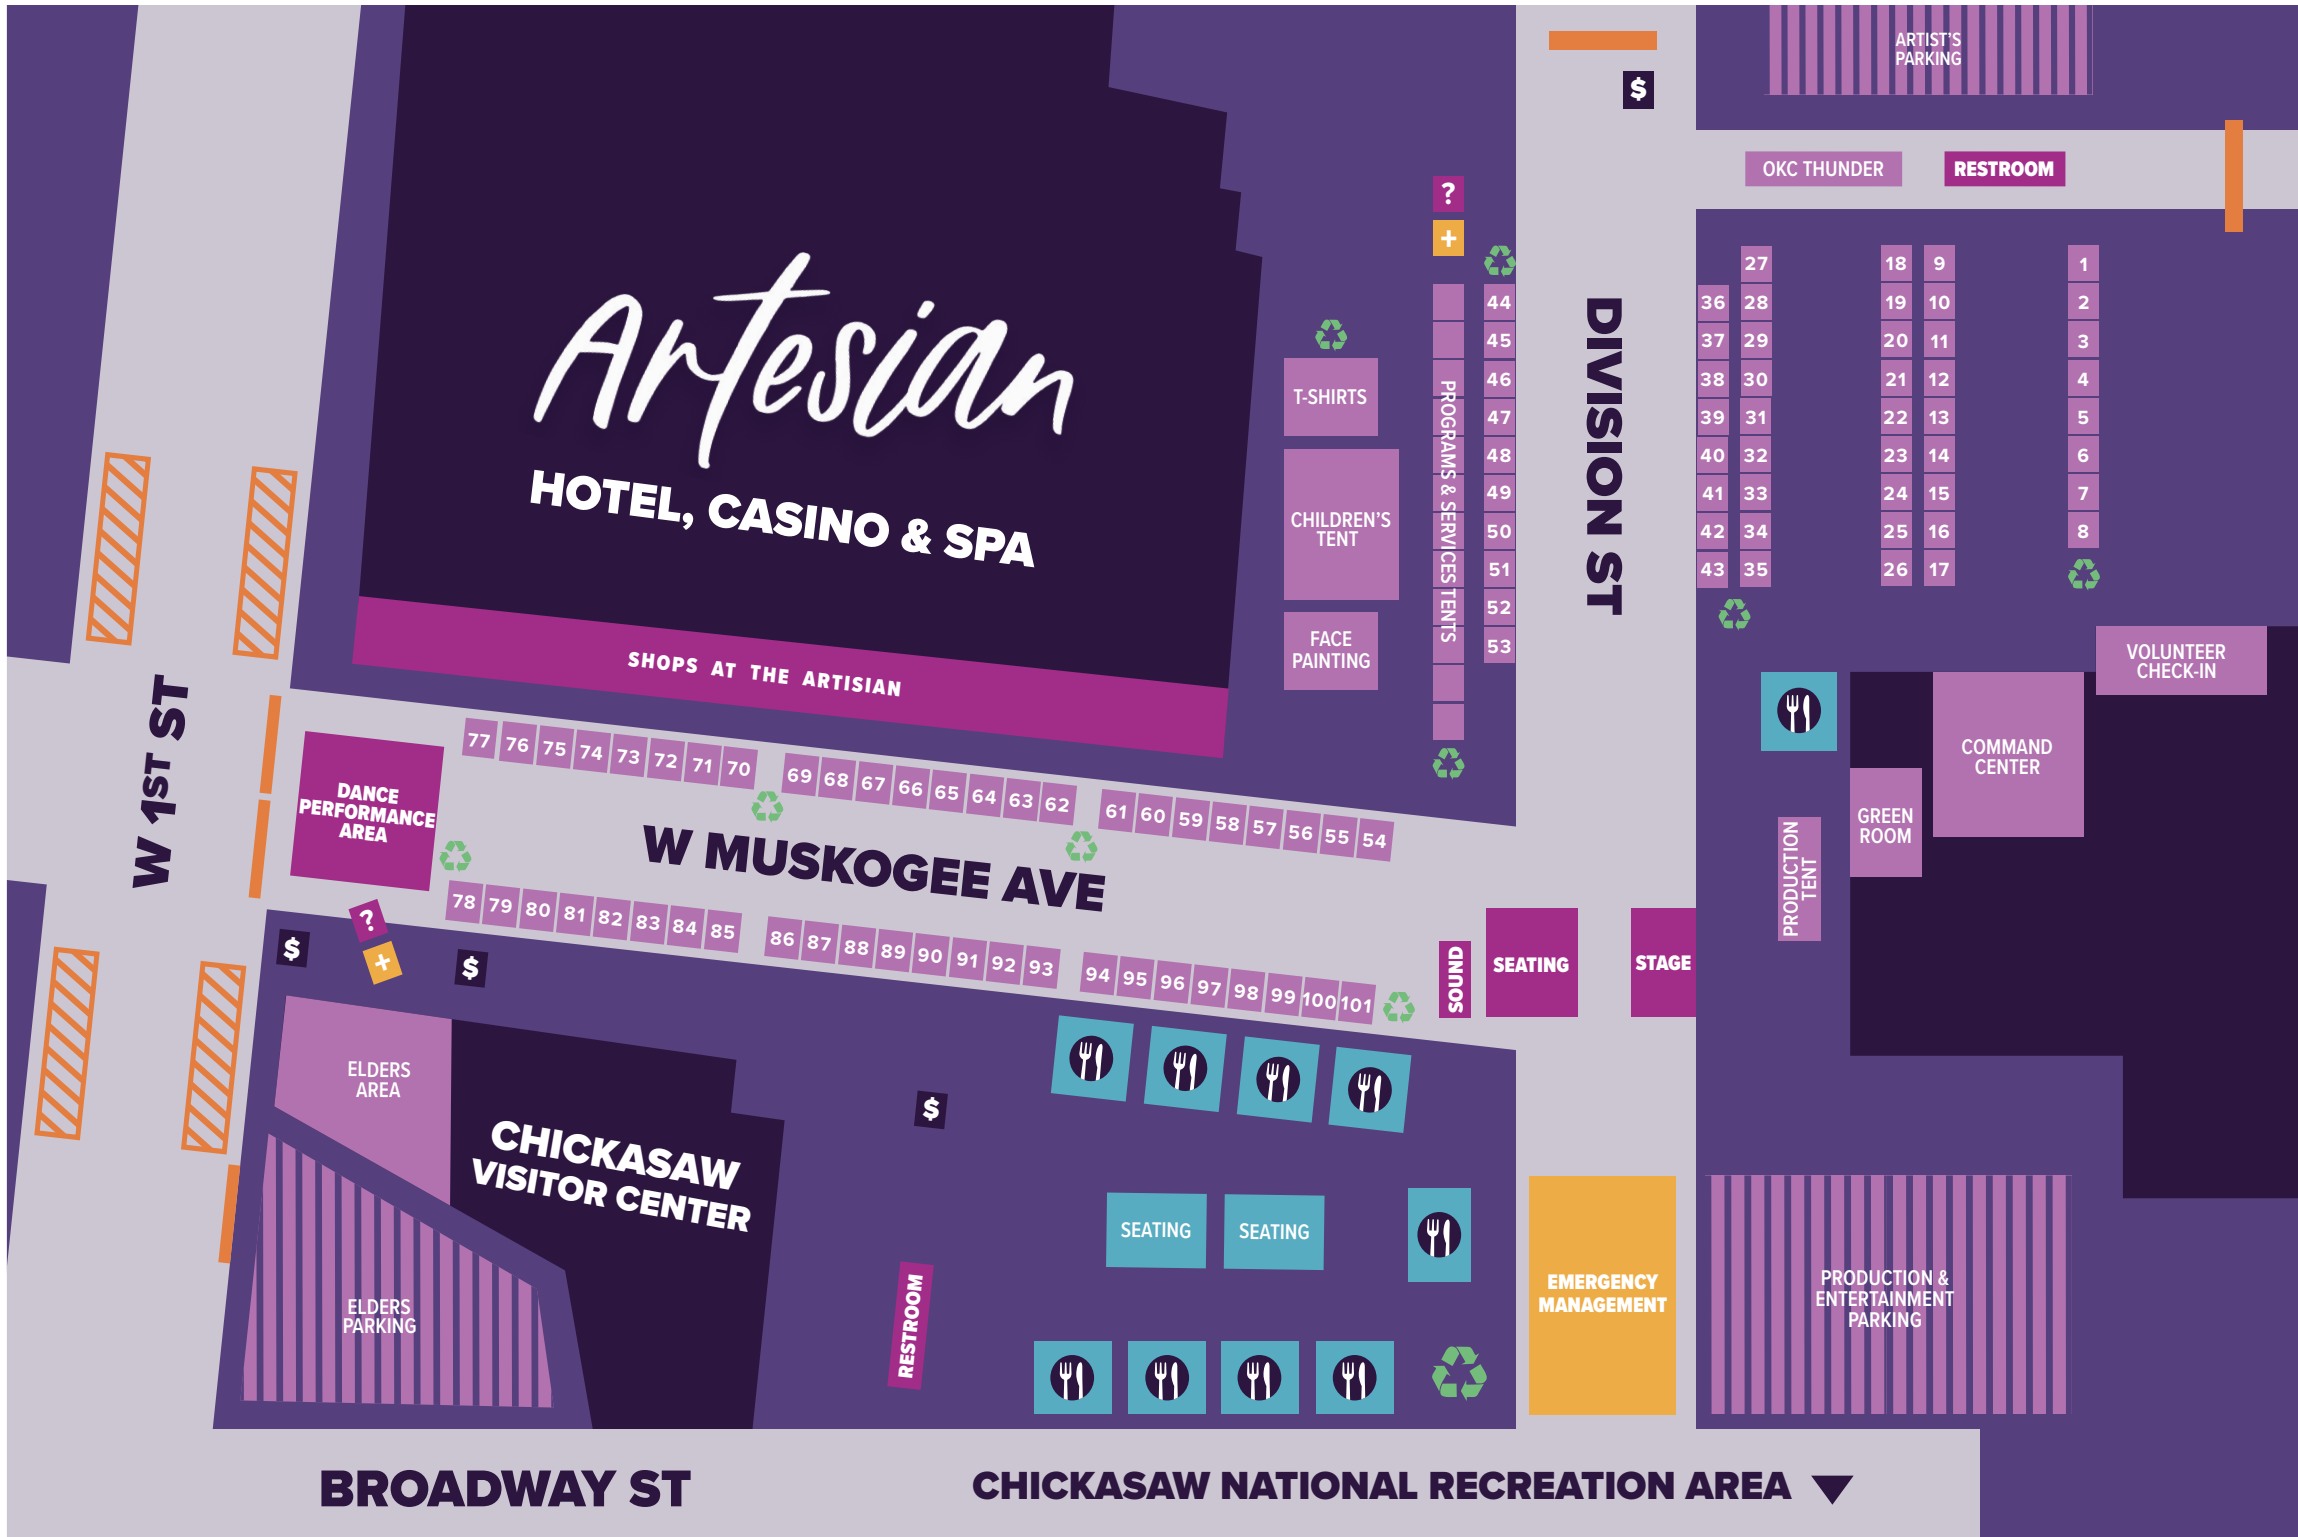 ARTIST'S
PARKING
$
OKC THUNDER
RESTROOM
?
+
Artesian
HOTEL, CASINO & SPA
SHOPS AT THE ARTISIAN
T-SHIRTS
CHILDREN'S
TENT
FACE
PAINTING
PROGRAMS & SERVICES TENTS
44
45
46
47
48
49
50
51
52
53
DIVISION ST
36
37
38
39
40
41
42
43
27
28
29
30
31
32
33
34
35
18
19
20
21
22
23
24
25
26
9
10
11
12
13
14
15
16
17
1
2
3
4
5
6
7
8
VOLUNTEER
CHECK-IN
COMMAND
CENTER
GREEN
ROOM
PRODUCTION
TENT
W 1ST ST
DANCE
PERFORMANCE
AREA
77 76 75 74 73 72 71 70 69 68 67 66 65 64 63 62 61 60 59 58 57 56 55 54
W MUSKOGEE AVE
78 79 80 81 82 83 84 85 86 87 88 89 90 91 92 93 94 95 96 97 98 99 100 101
SOUND
SEATING
STAGE
?
+
$
$
ELDERS
AREA
CHICKASAW
VISITOR CENTER
$
ELDERS
PARKING
RESTROOM
SEATING
SEATING
EMERGENCY
MANAGEMENT
PRODUCTION &
ENTERTAINMENT
PARKING
BROADWAY ST
CHICKASAW NATIONAL RECREATION AREA